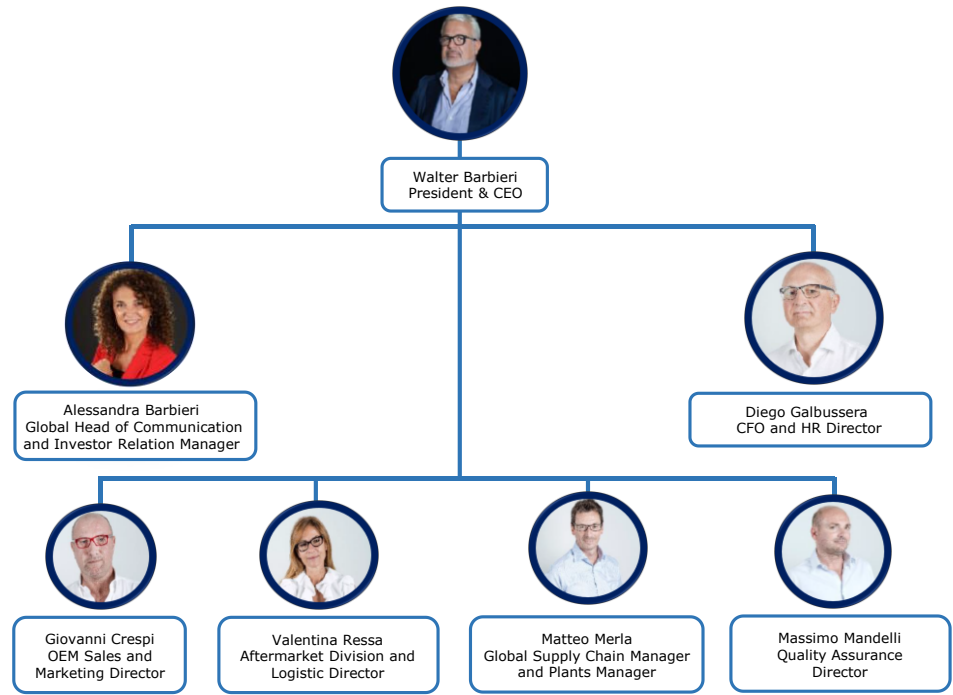 Walter Barbieri
President & CEO
Alessandra Barbieri
Global Head of Communication
and Investor Relation Manager
Diego Galbussera
CFO and HR Director
Giovanni Crespi
OEM Sales and
Marketing Director
Valentina Ressa
Aftermarket Division and
Logistic Director
Matteo Merla
Global Supply Chain Manager
and Plants Manager
Massimo Mandelli
Quality Assurance
Director